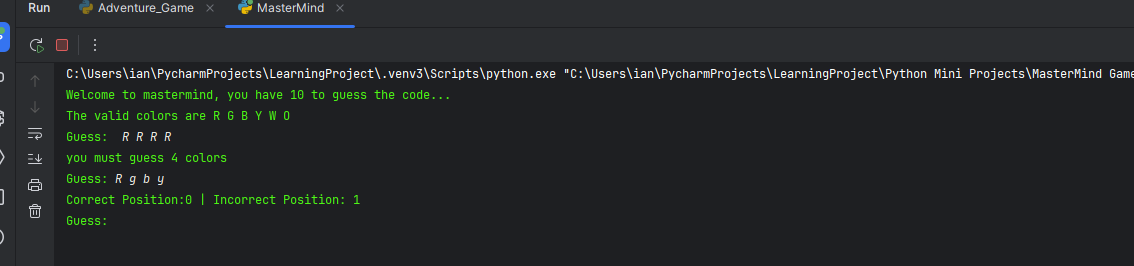 Run Adventure_Game MasterMind
C:\Users\ian\PycharmProjects\LearningProject\.venv3\Scripts\python.exe "C:\Users\ian\PycharmProjects\LearningProject\Python Mini Projects\MasterMind Game
Welcome to mastermind, you have 10 to guess the code...
The valid colors are R G B Y W O
Guess:  R R R R
you must guess 4 colors
Guess: R g b y
Correct Position:0 | Incorrect Position: 1
Guess: